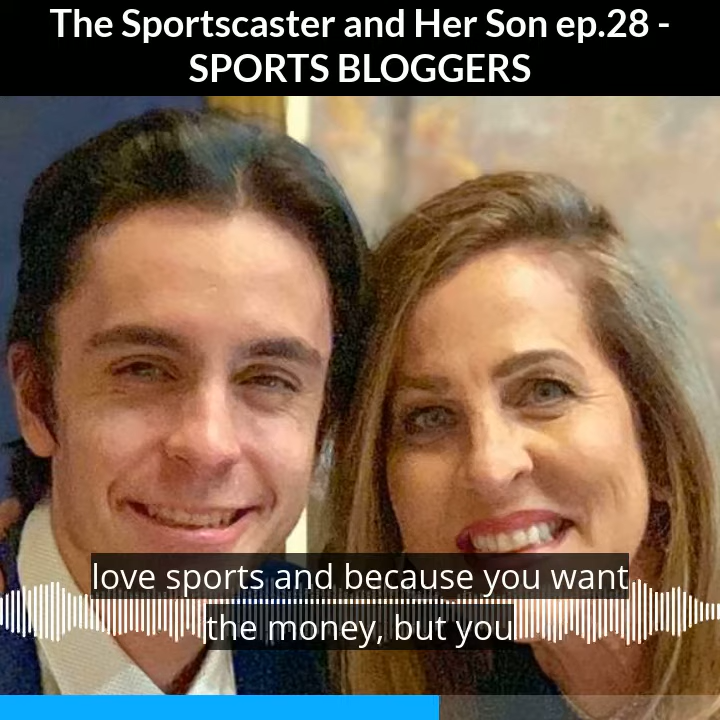 The Sportscaster and Her Son ep.28 -
SPORTS BLOGGERS
love sports and because you want
the money, but you